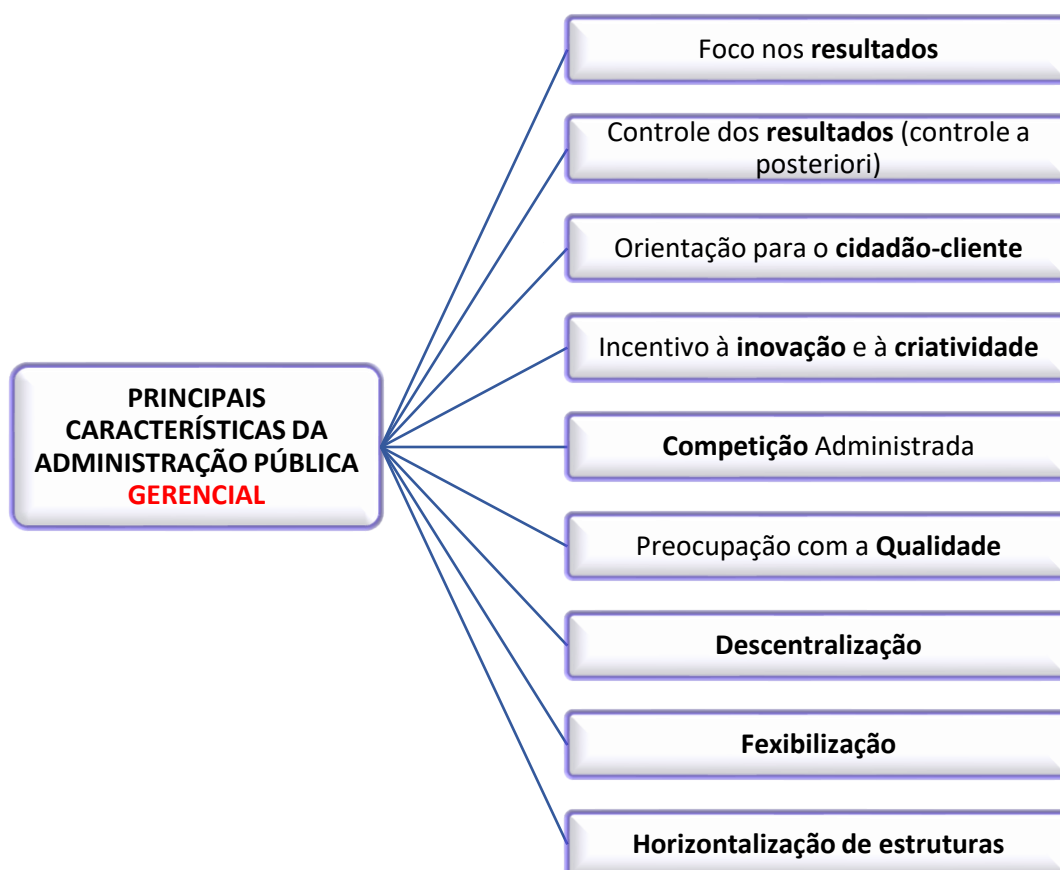 PRINCIPAIS
CARACTERÍSTICAS DA
ADMINISTRAÇÃO PÚBLICA
GERENCIAL
Foco nos resultados
Controle dos resultados (controle a
posteriori)
Orientação para o cidadão-cliente
Incentivo à inovação e à criatividade
Competição Administrada
Preocupação com a Qualidade
Descentralização
Fexibilização
Horizontalização de estruturas